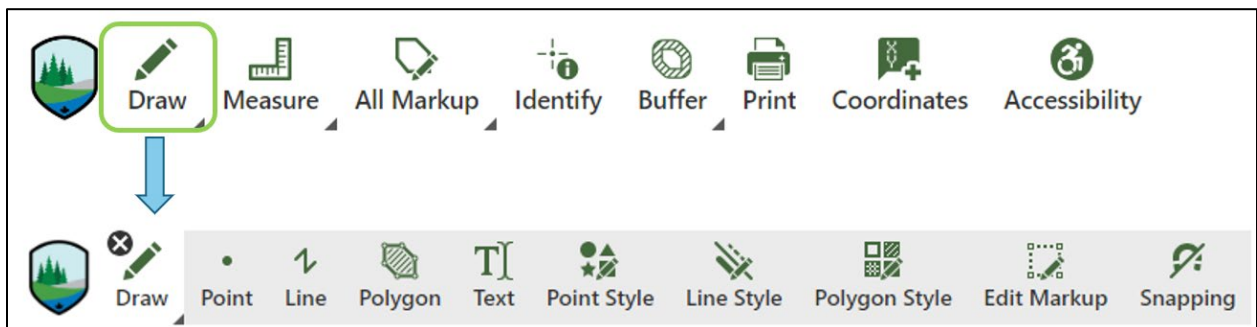 Draw Measure All Markup Identify Buffer Print Coordinates Accessibility
Draw Point Line Polygon Text Point Style Line Style Polygon Style Edit Markup Snapping